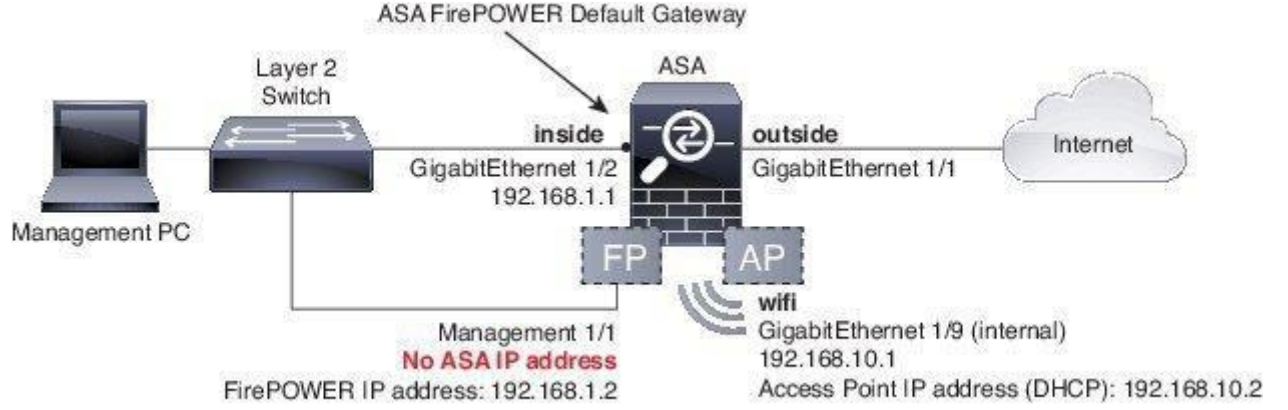 ASA FirePOWER Default Gateway
Layer 2
Switch
ASA
inside
outside
GigabitEthernet 1/2
192.168.1.1
GigabitEthernet 1/1
Internet
Management PC
FP
AP
Management 1/1
No ASA IP address
FirePOWER IP address: 192.168.1.2
wifi
GigabitEthernet 1/9 (internal)
192.168.10.1
Access Point IP address (DHCP): 192.168.10.2